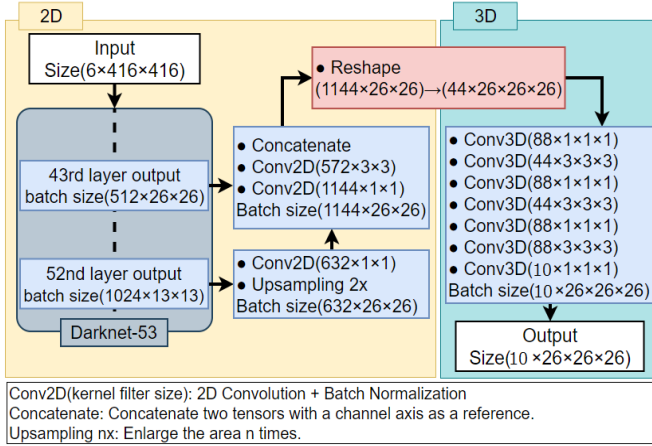 2D
3D
Input
Size(6×416×416)
● Reshape
(1144×26×26)→(44×26×26×26)
43rd layer output
batch size(512×26×26)
● Concatenate
● Conv2D(572×3×3)
● Conv2D(1144×1×1)
Batch size(1144×26×26)
52nd layer output
batch size(1024×13×13)
● Conv2D(632×1×1)
● Upsampling 2x
Batch size(632×26×26)
Darknet-53
● Conv3D(88×1×1×1)
● Conv3D(44×3×3×3)
● Conv3D(88×1×1×1)
● Conv3D(44×3×3×3)
● Conv3D(88×1×1×1)
● Conv3D(88×3×3×3)
● Conv3D(10×1×1×1)
Batch size(10×26×26×26)
Output
Size(10 ×26×26×26)
Conv2D(kernel filter size): 2D Convolution + Batch Normalization
Concatenate: Concatenate two tensors with a channel axis as a reference.
Upsampling nx: Enlarge the area n times.